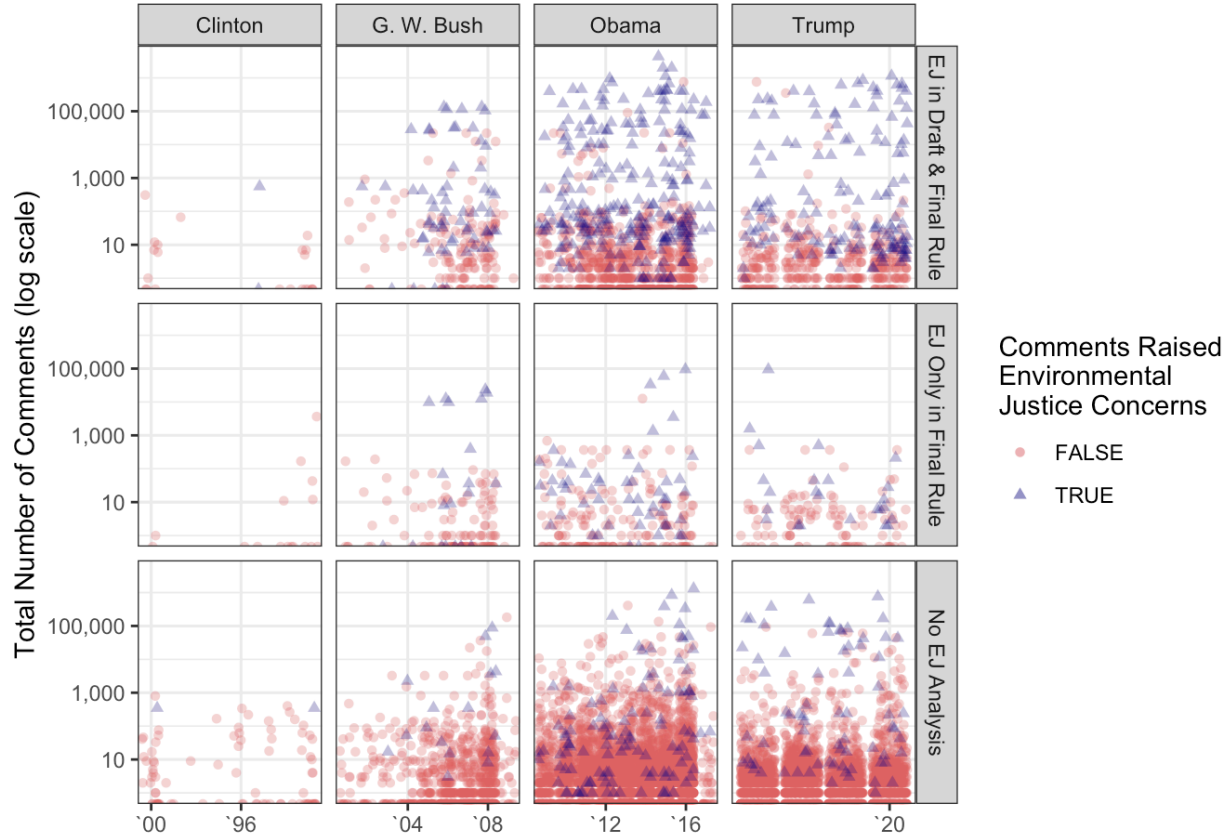 Clinton
G. W. Bush
Obama
Trump
Total Number of Comments (log scale)
100,000
1,000
10
EJ in Draft & Final Rule
100,000
1,000
10
EJ Only in Final Rule
100,000
1,000
10
No EJ Analysis
`00
`96
`04
`08
`12
`16
`20
Comments Raised
Environmental
Justice Concerns
FALSE
TRUE